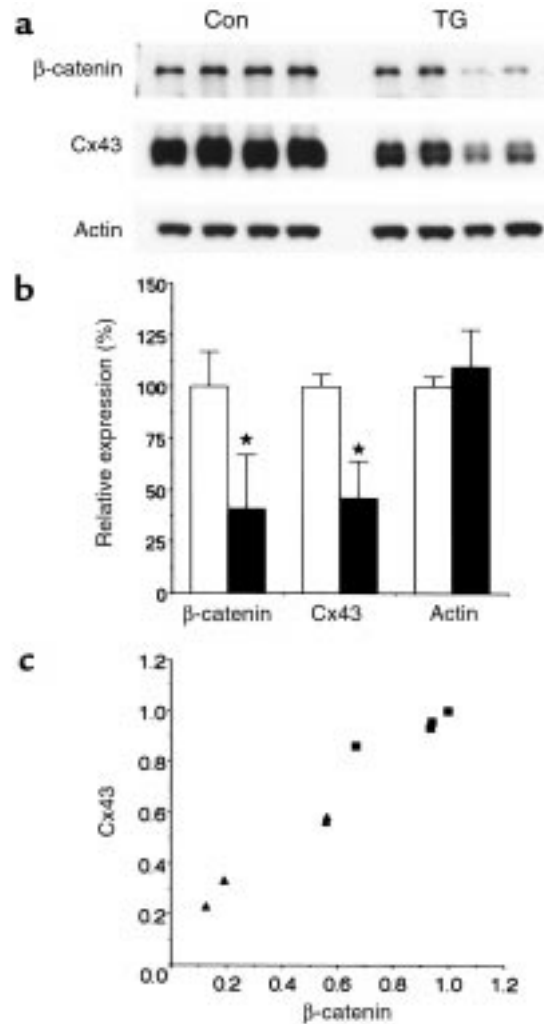 a
Con TG
β-catenin
Cx43
Actin
b
Relative expression (%)
150
125
100
75
50
25
0
β-catenin Cx43 Actin
c
Cx43
1.2
1.0
0.8
0.6
0.4
0.2
0.0
0.2 0.4 0.6 0.8 1.0 1.2
β-catenin